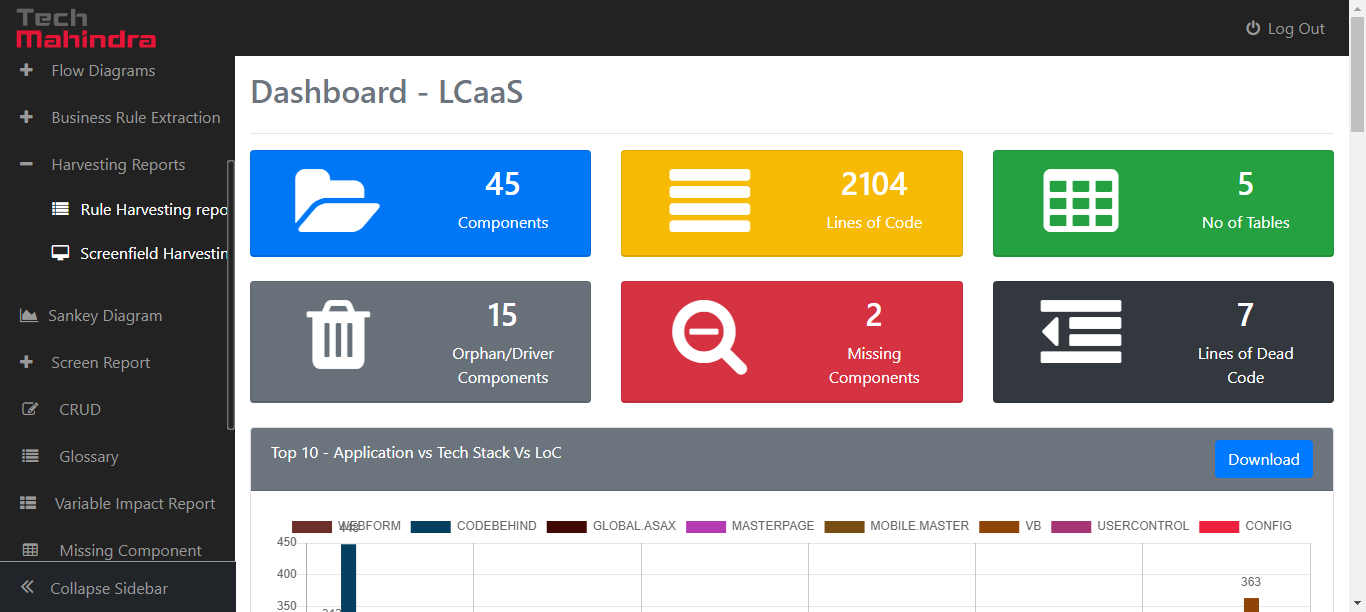 Tech
Mahindra
Log Out
Flow Diagrams
Business Rule Extraction
Harvesting Reports
Rule Harvesting repo
Screenfield Harvestin
Sankey Diagram
Screen Report
CRUD
Glossary
Variable Impact Report
Missing Component
Collapse Sidebar
Dashboard - LCaaS
45
Components
2104
Lines of Code
5
No of Tables
15
Orphan/Driver
Components
2
Missing
Components
7
Lines of Dead
Code
Top 10 - Application vs Tech Stack Vs LoC
Download
WEBFORM CODEBEHIND GLOBAL.ASAX MASTERPAGE MOBILE.MASTER VB USERCONTROL CONFIG
450
400
363
350